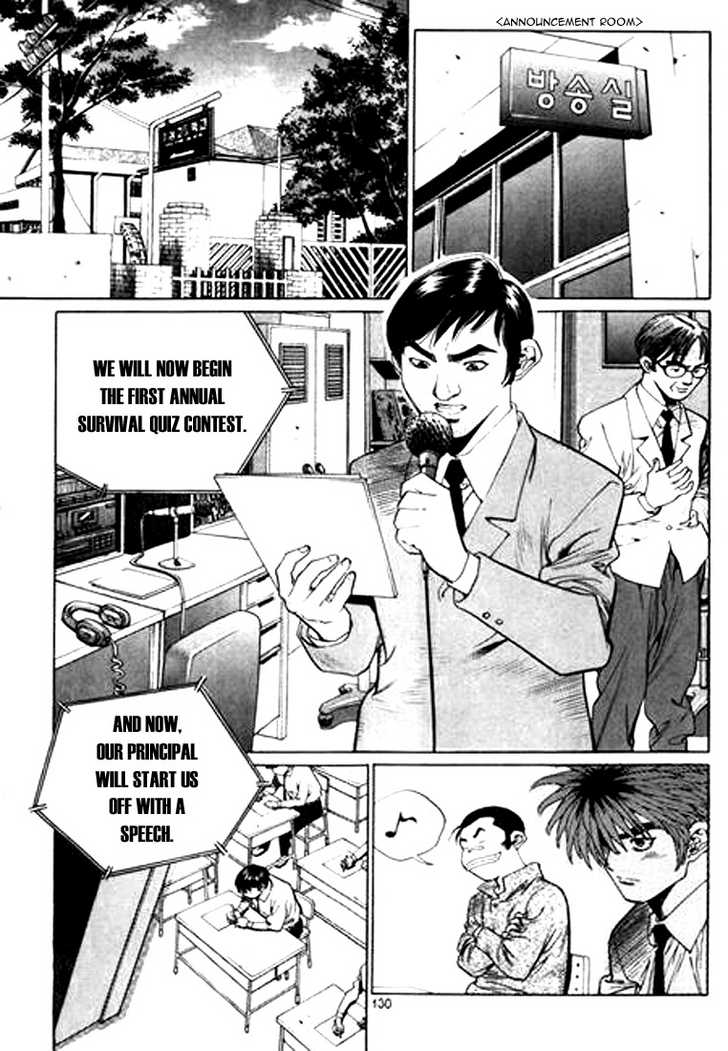 <ANNOUNCEMENT ROOM>
방송실
WE WILL NOW BEGIN
THE FIRST ANNUAL
SURVIVAL QUIZ CONTEST.
AND NOW,
OUR PRINCIPAL
WILL START US
OFF WITH A
SPEECH.
130